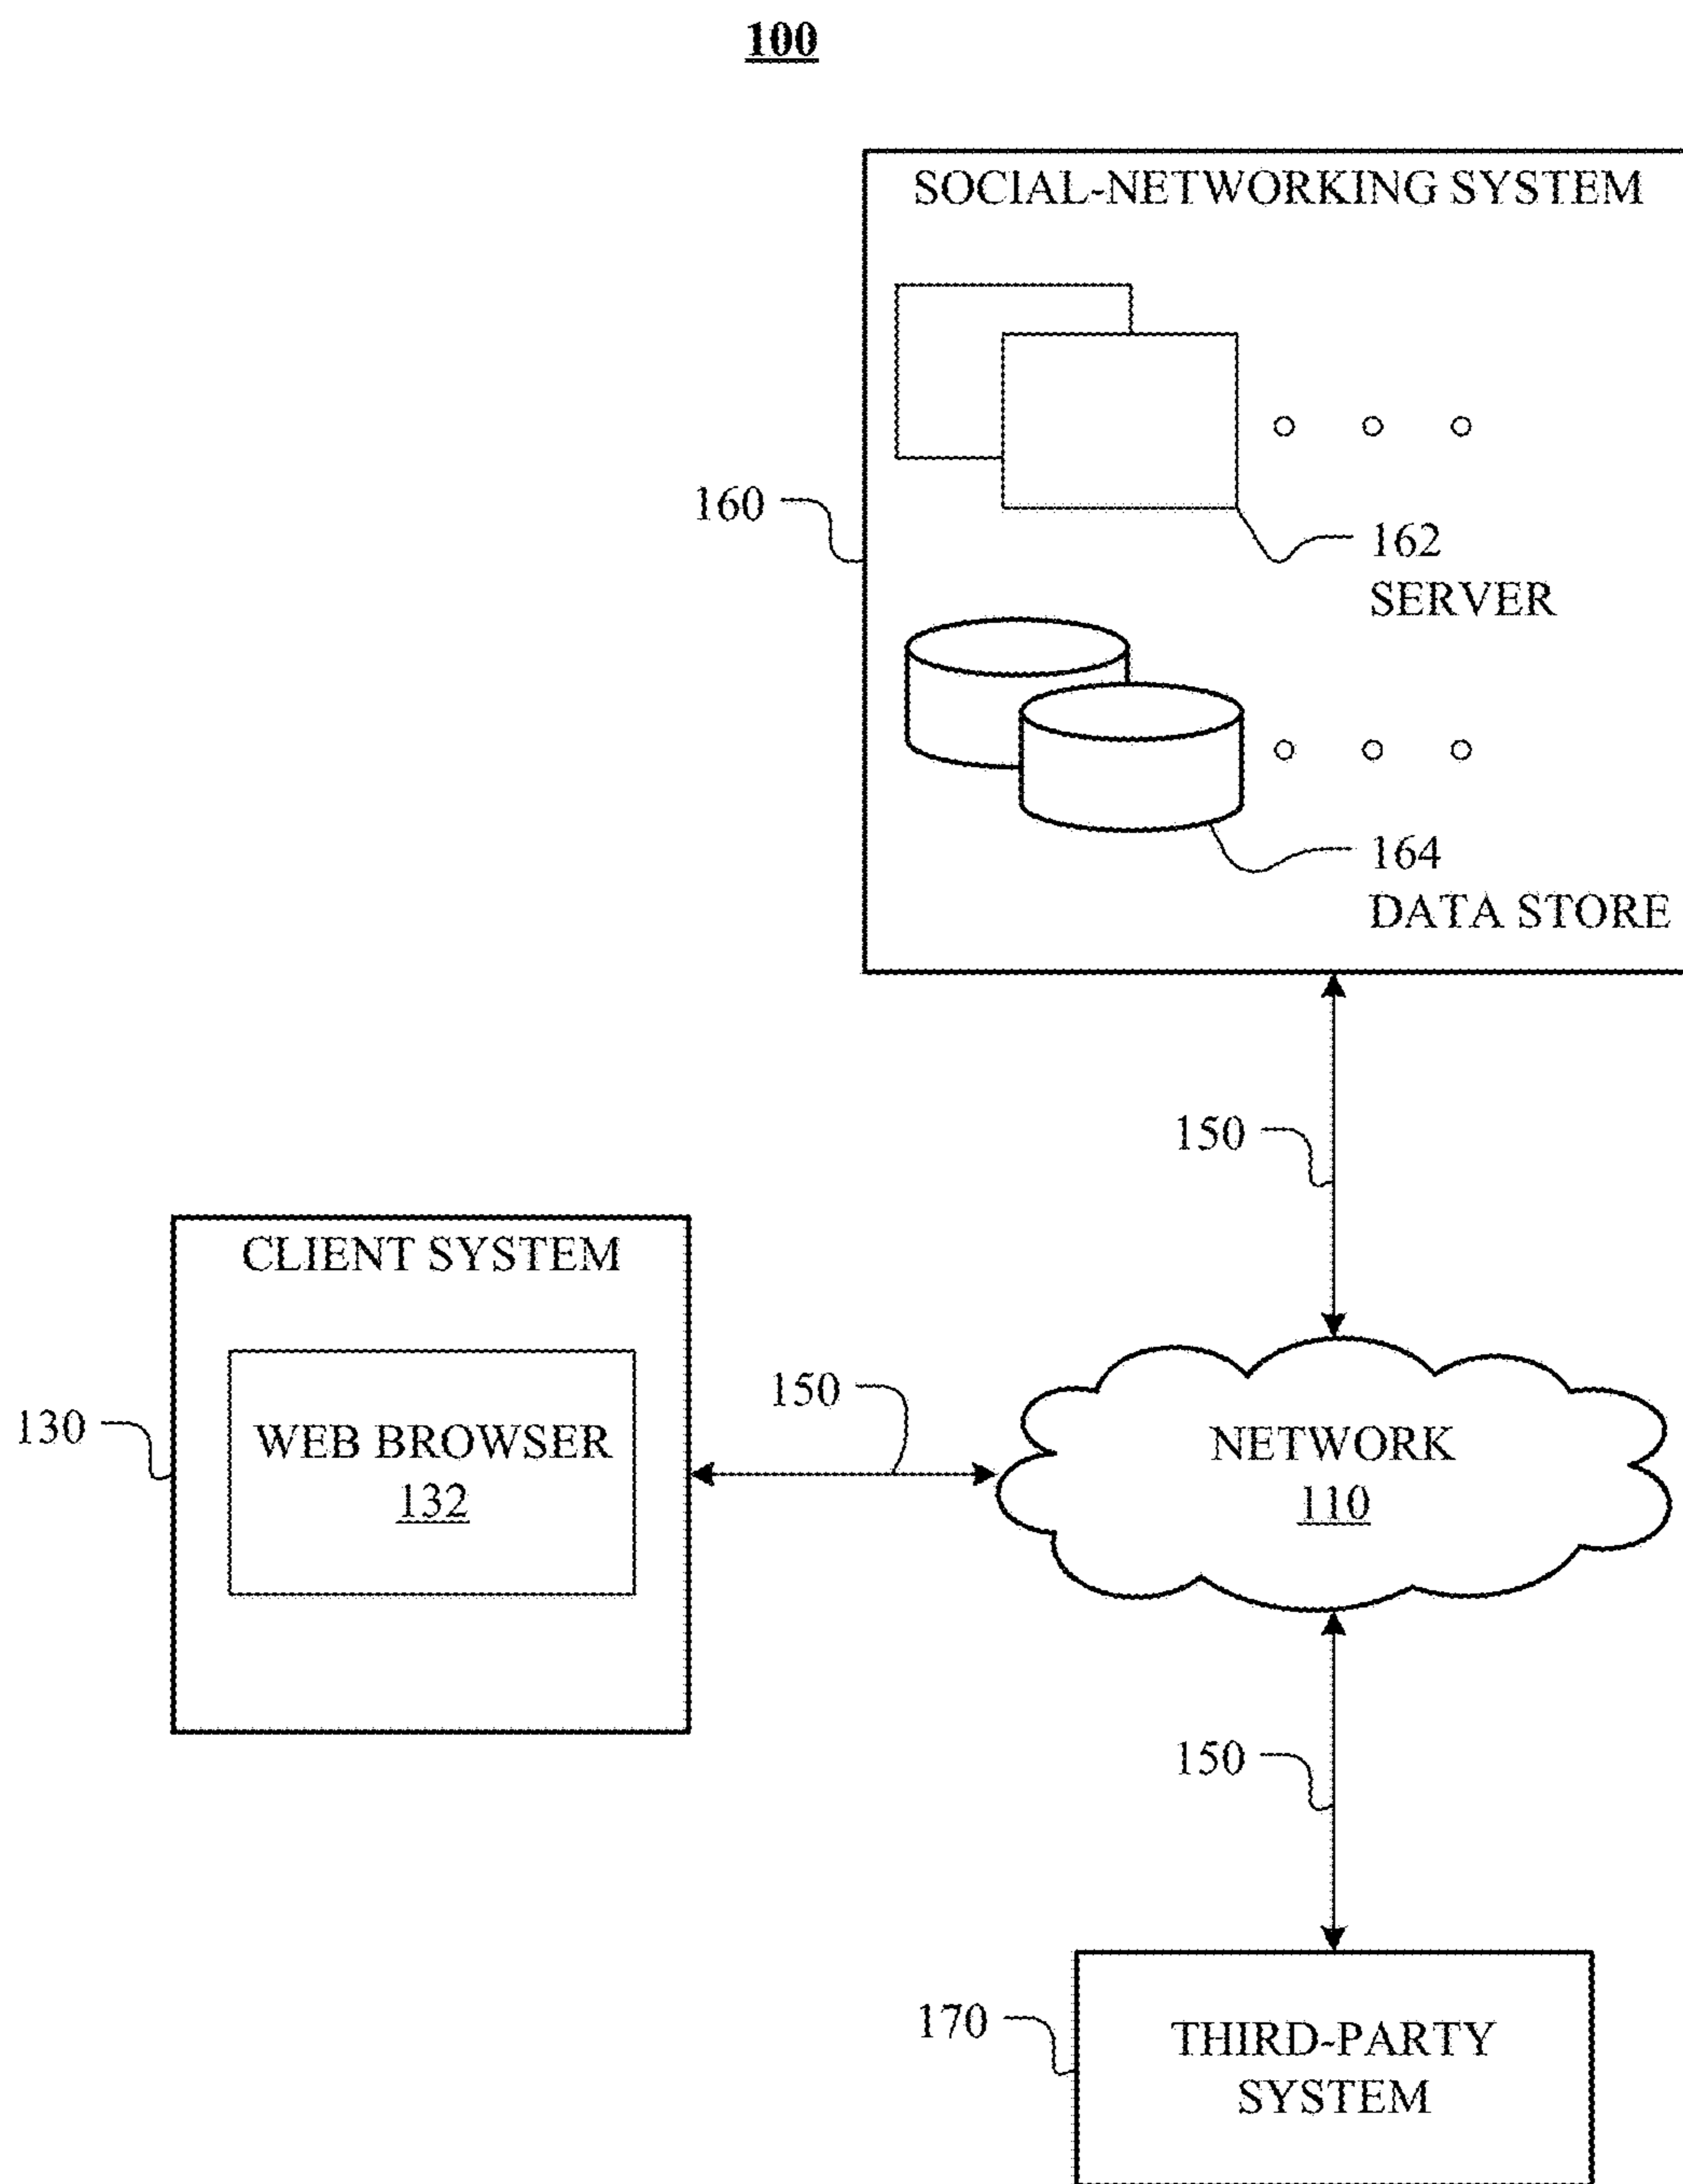 100
SOCIAL-NETWORKING SYSTEM
160
162
SERVER
164
DATA STORE
150
CLIENT SYSTEM
130
WEB BROWSER
132
150
NETWORK
110
150
170
THIRD-PARTY
SYSTEM